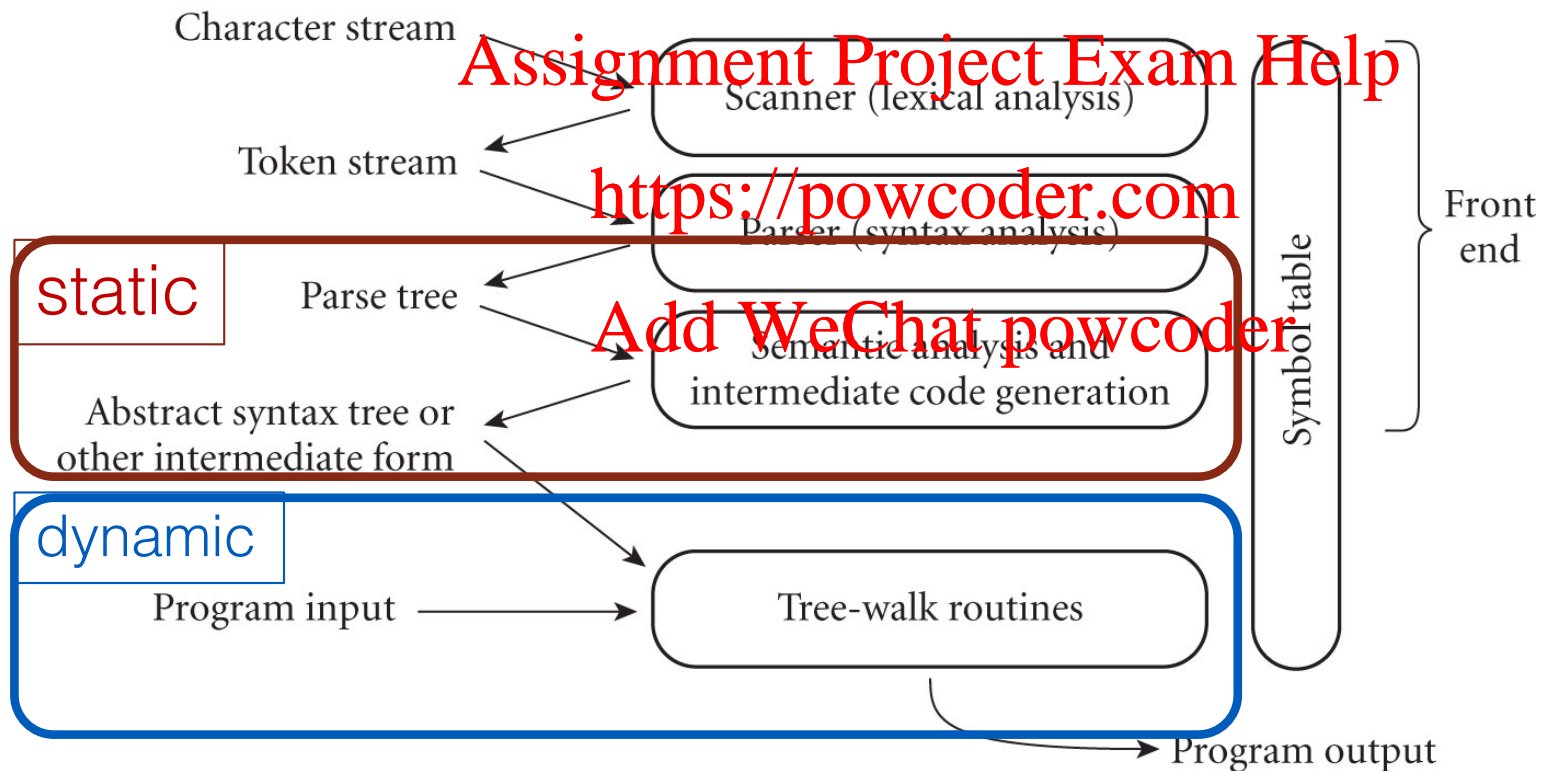 Character stream
Assignment Project Exam Help
Scanner (lexical analysis)
Token stream
https://powcoder.com
Parser (syntax analysis)
Front
end
static
Parse tree
Add WeChat powcoder
Semantic analysis and
intermediate code generation
Symbol table
Abstract syntax tree or
other intermediate form
dynamic
Program input
Tree-walk routines
Program output